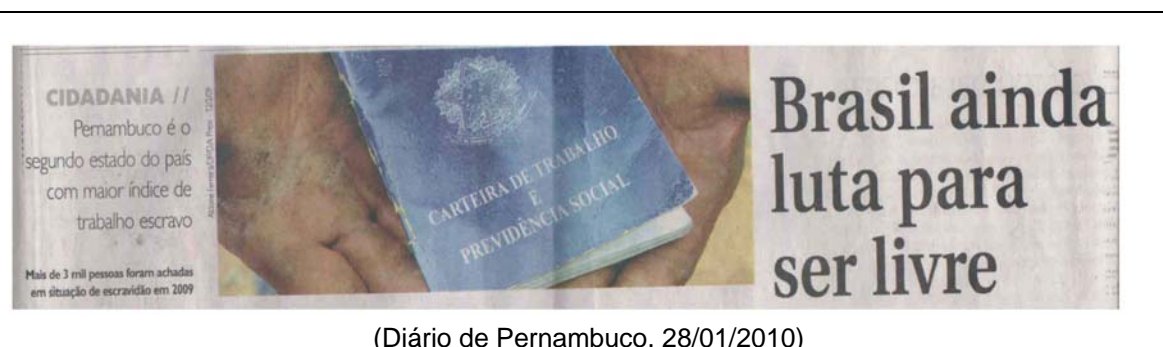 CIDADANIA //
Pernambuco é o
segundo estado do país
com maior índice de
trabalho escravo
Mais de 3 mil pessoas foram achadas
em situação de escravidão em 2009
CARTEIRA DE TRABALHO
E
PREVIDÊNCIA SOCIAL
Brasil ainda
luta para
ser livre
(Diário de Pernambuco, 28/01/2010)